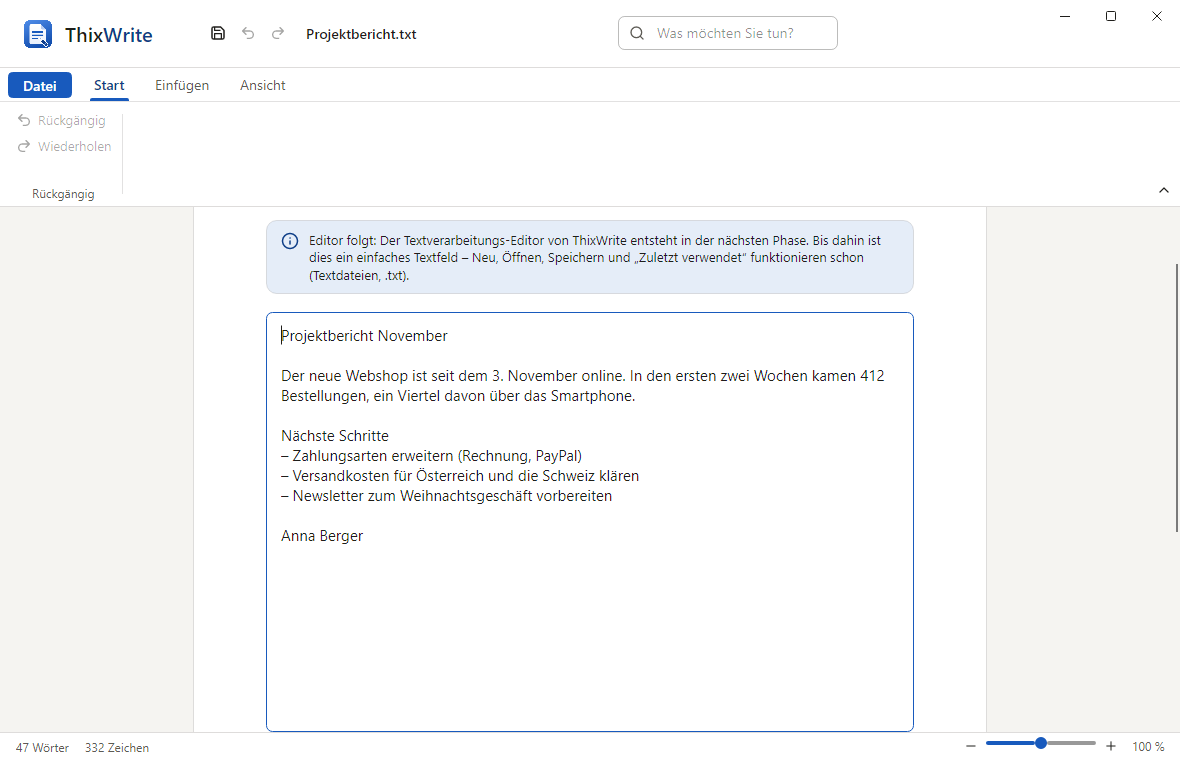 ThixWrite
Projektbericht.txt
Was möchten Sie tun?
Datei
Start
Einfügen
Ansicht
Rückgängig
Wiederholen
Rückgängig
Editor folgt: Der Textverarbeitungs-Editor von ThixWrite entsteht in der nächsten Phase. Bis dahin ist
dies ein einfaches Textfeld – Neu, Öffnen, Speichern und „Zuletzt verwendet“ funktionieren schon
(Textdateien, .txt).
Projektbericht November
Der neue Webshop ist seit dem 3. November online. In den ersten zwei Wochen kamen 412
Bestellungen, ein Viertel davon über das Smartphone.
Nächste Schritte
– Zahlungsarten erweitern (Rechnung, PayPal)
– Versandkosten für Österreich und die Schweiz klären
– Newsletter zum Weihnachtsgeschäft vorbereiten
Anna Berger
47 Wörter
332 Zeichen
100 %